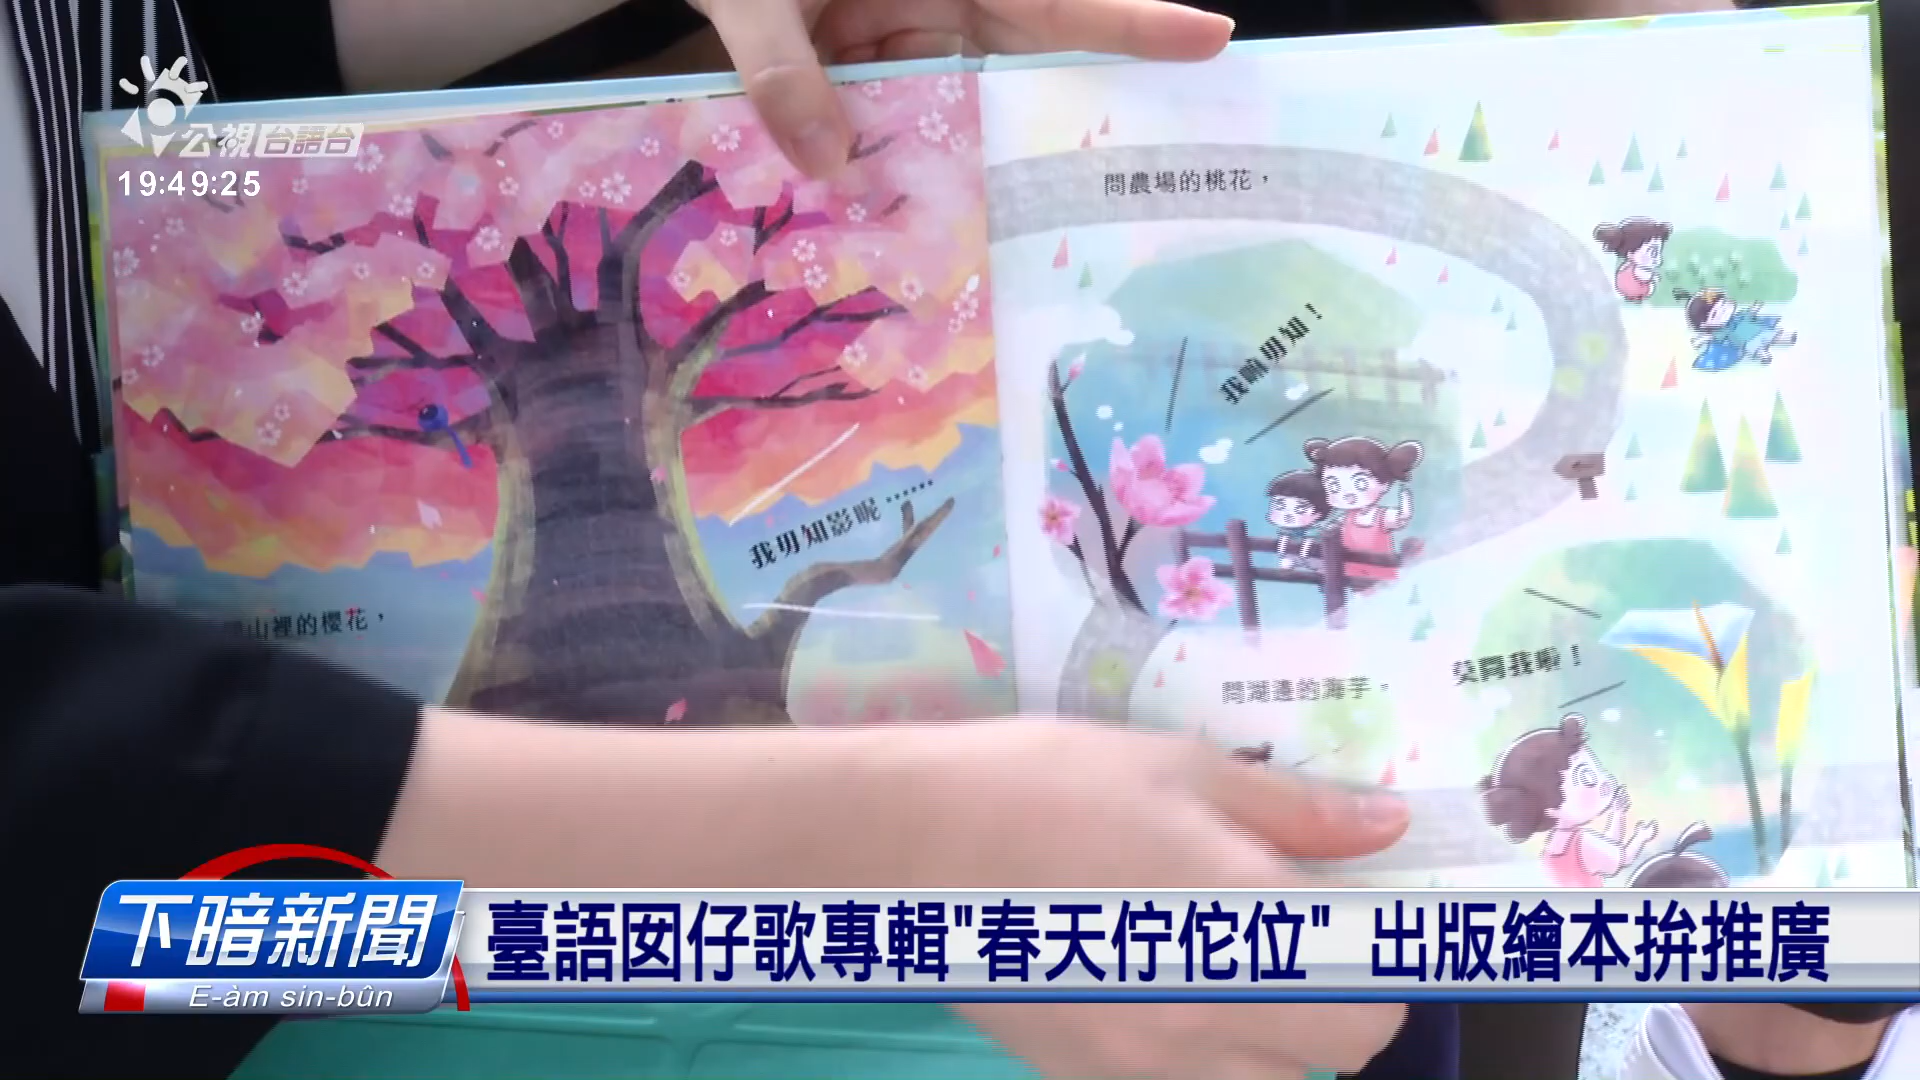 公視台語台
19:49:25
山裡的櫻花，
我毋知影呢……
問農場的桃花，
我嘛毋知！
問湖邊的海芋，
莫問我啦！
下暗新聞
E-àm sin-bûn
臺語囡仔歌專輯"春天佇佗位" 出版繪本拚推廣